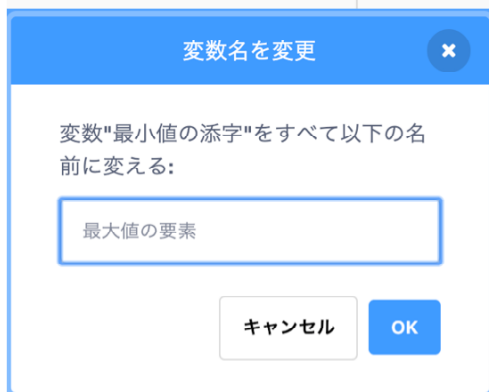 変数名を変更
変数"最小値の添字"をすべて以下の名
前に変える:
最大値の要素
キャンセル
OK